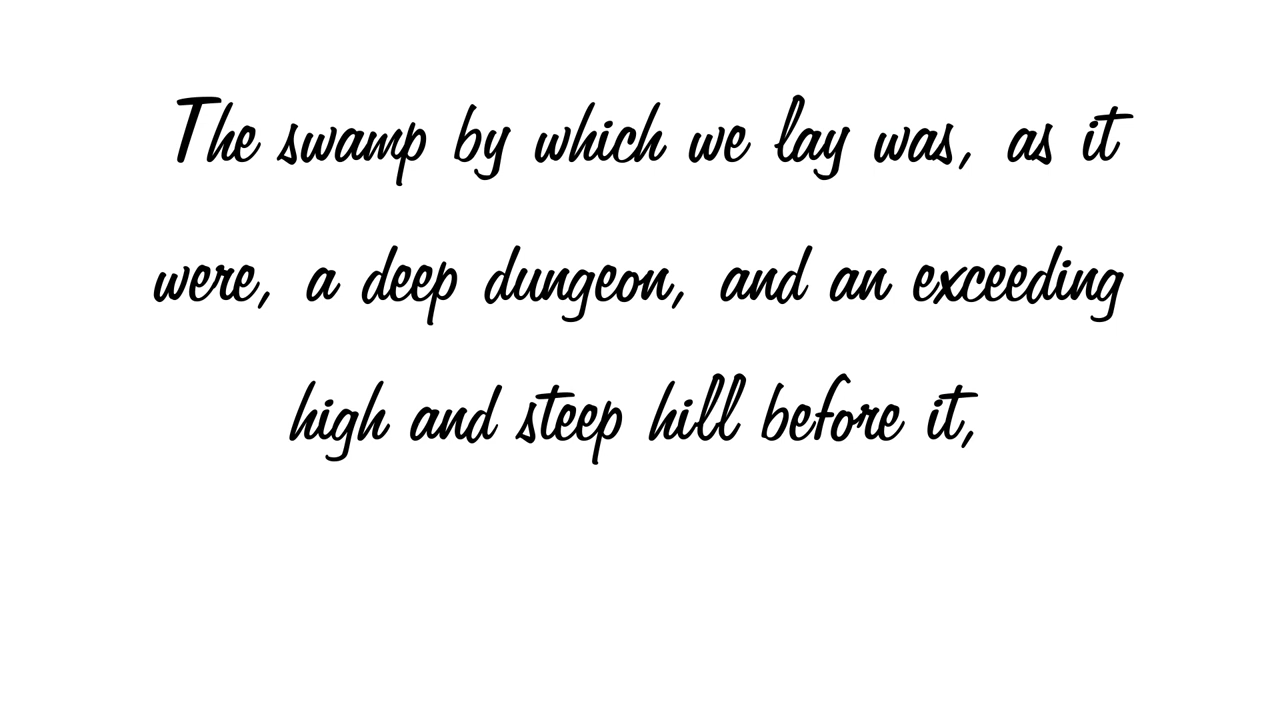 The swamp by which we lay was, as it
were, a deep dungeon, and an exceeding
high and steep hill before it,